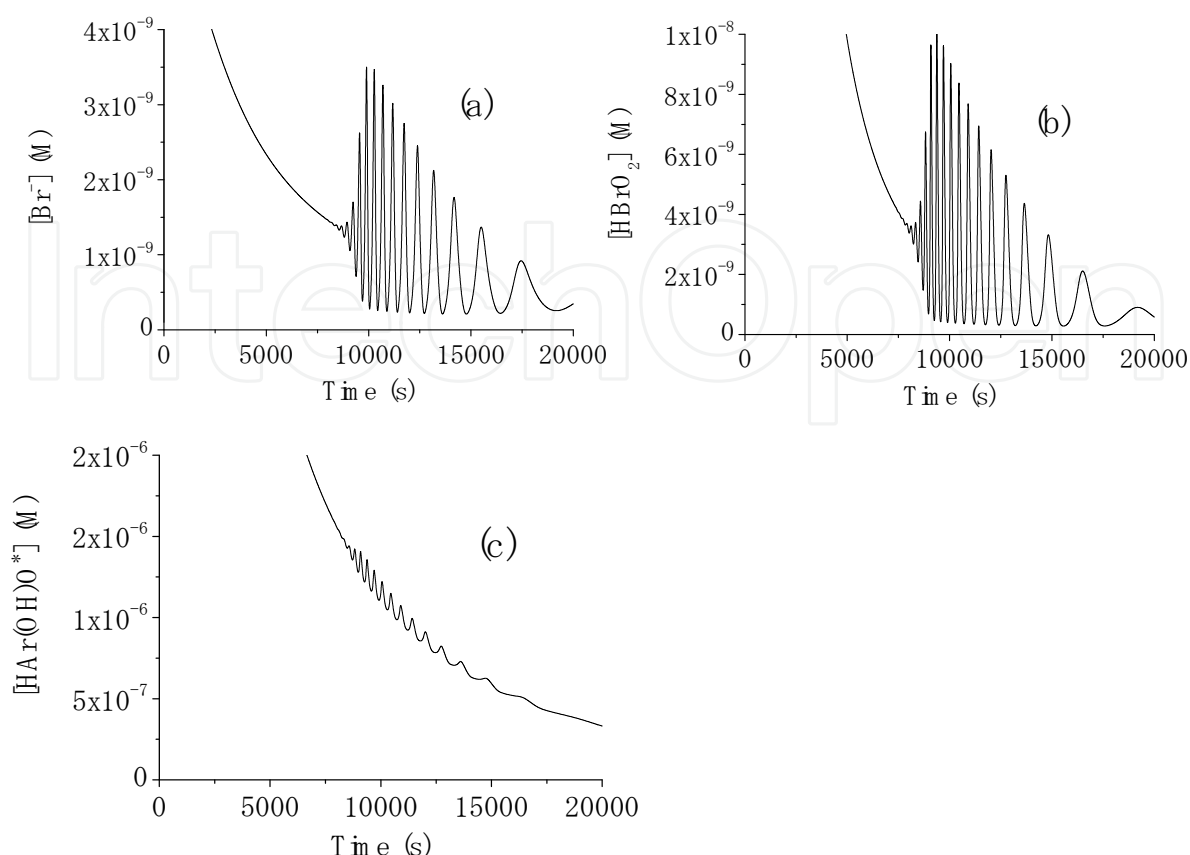 4x10⁻⁹
3x10⁻⁹
2x10⁻⁹
1x10⁻⁹
0
[Br⁻] (M)
(a)
0 5000 10000 15000 20000
Time (s)
1x10⁻⁸
8x10⁻⁹
6x10⁻⁹
4x10⁻⁹
2x10⁻⁹
0
[HBrO₂] (M)
(b)
0 5000 10000 15000 20000
Time (s)
2x10⁻⁶
2x10⁻⁶
1x10⁻⁶
5x10⁻⁷
0
[HAr(OH)O*] (M)
(c)
0 5000 10000 15000 20000
Time (s)
IntechOpen